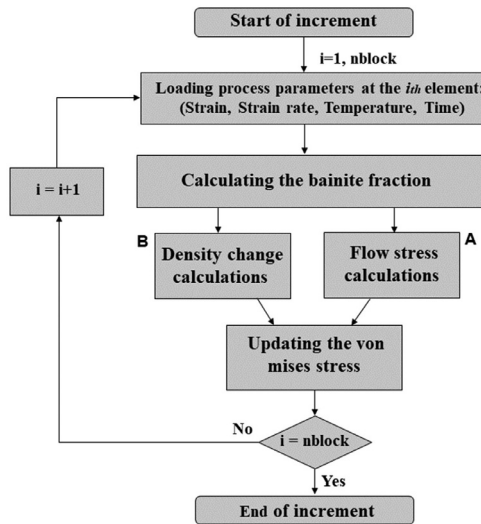 Start of increment
i=1, nblock
Loading process parameters at the ith element:
(Strain, Strain rate, Temperature, Time)
i = i+1
Calculating the bainite fraction
B
A
Density change
calculations
Flow stress
calculations
Updating the von
mises stress
No
i = nblock
Yes
End of increment